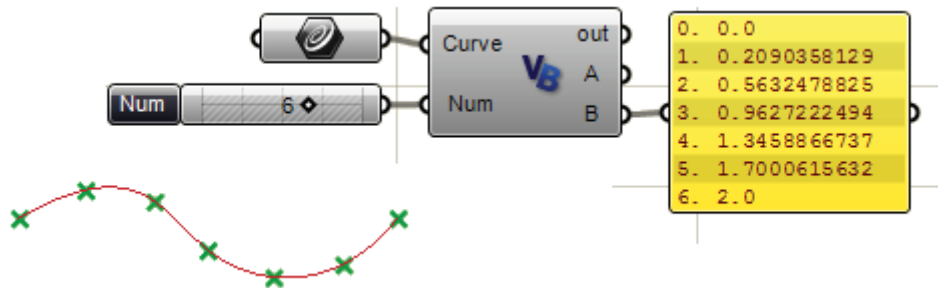 Curve
out
VB
A
Num
6
Num
B
0. 0.0
1. 0.2090358129
2. 0.5632478825
3. 0.9627222494
4. 1.3458866737
5. 1.7000615632
6. 2.0